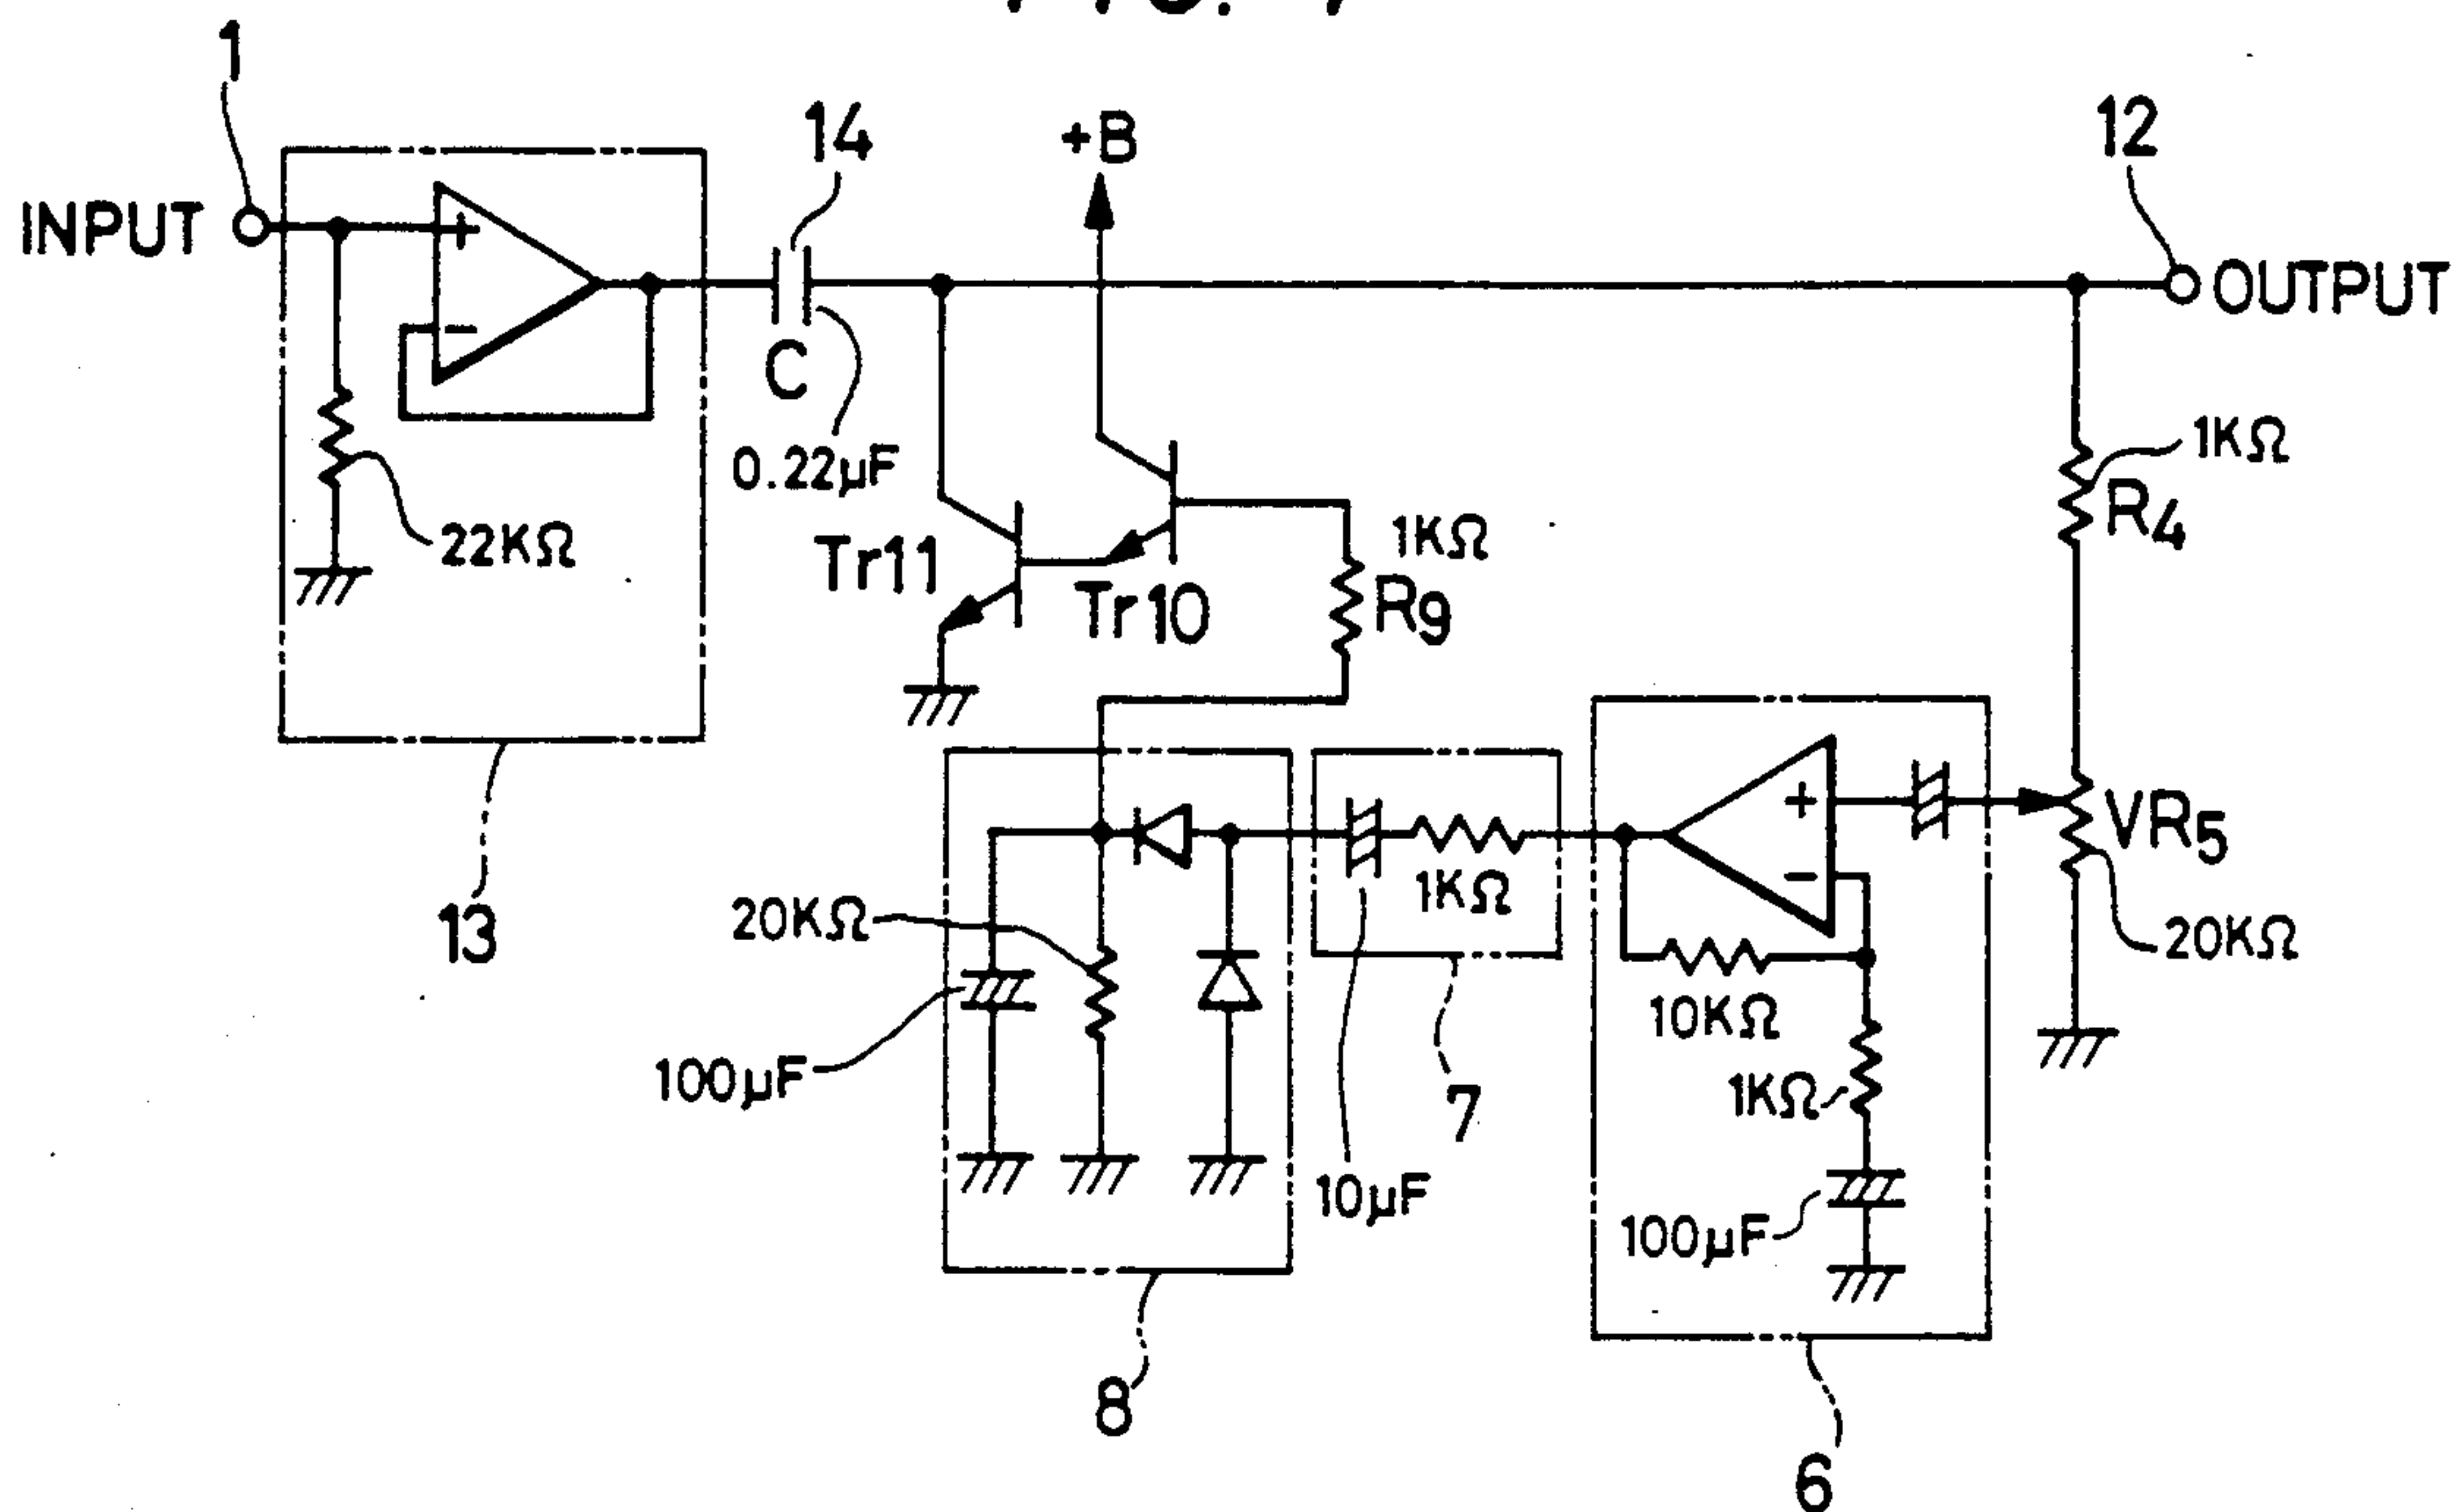 1
14
+B
12
INPUT
+
OUTPUT
-
C
1KΩ
0.22μF
R4
22KΩ
Tr11
1KΩ
Tr10
R9
+
VR5
-
1KΩ
20KΩ
13
20KΩ
10KΩ
100μF
1KΩ
7
10μF
100μF
8
6